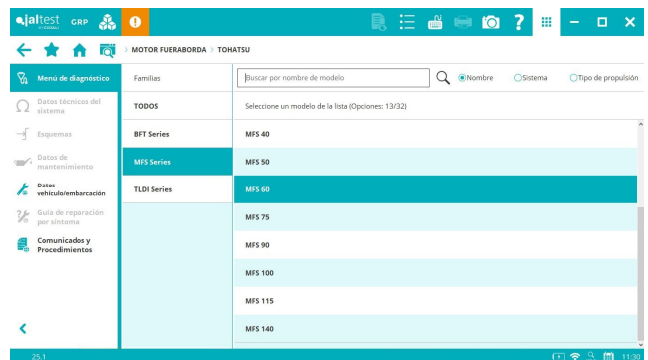 jaltest GRP
BY COJALI
MOTOR FUERABORDA TOHATSU
Menú de diagnóstico
Datos técnicos del
sistema
Esquemas
Datos de
mantenimiento
Datos
vehículo/embarcación
Guía de reparación
por síntoma
Comunicados y
Procedimientos
Familias
TODOS
BFT Series
MFS Series
TLDI Series
Buscar por nombre de modelo
Nombre
Sistema
Tipo de propulsión
Seleccione un modelo de la lista (Opciones: 13/32)
MFS 40
MFS 50
MFS 60
MFS 75
MFS 90
MFS 100
MFS 115
MFS 140
25.1
11:30